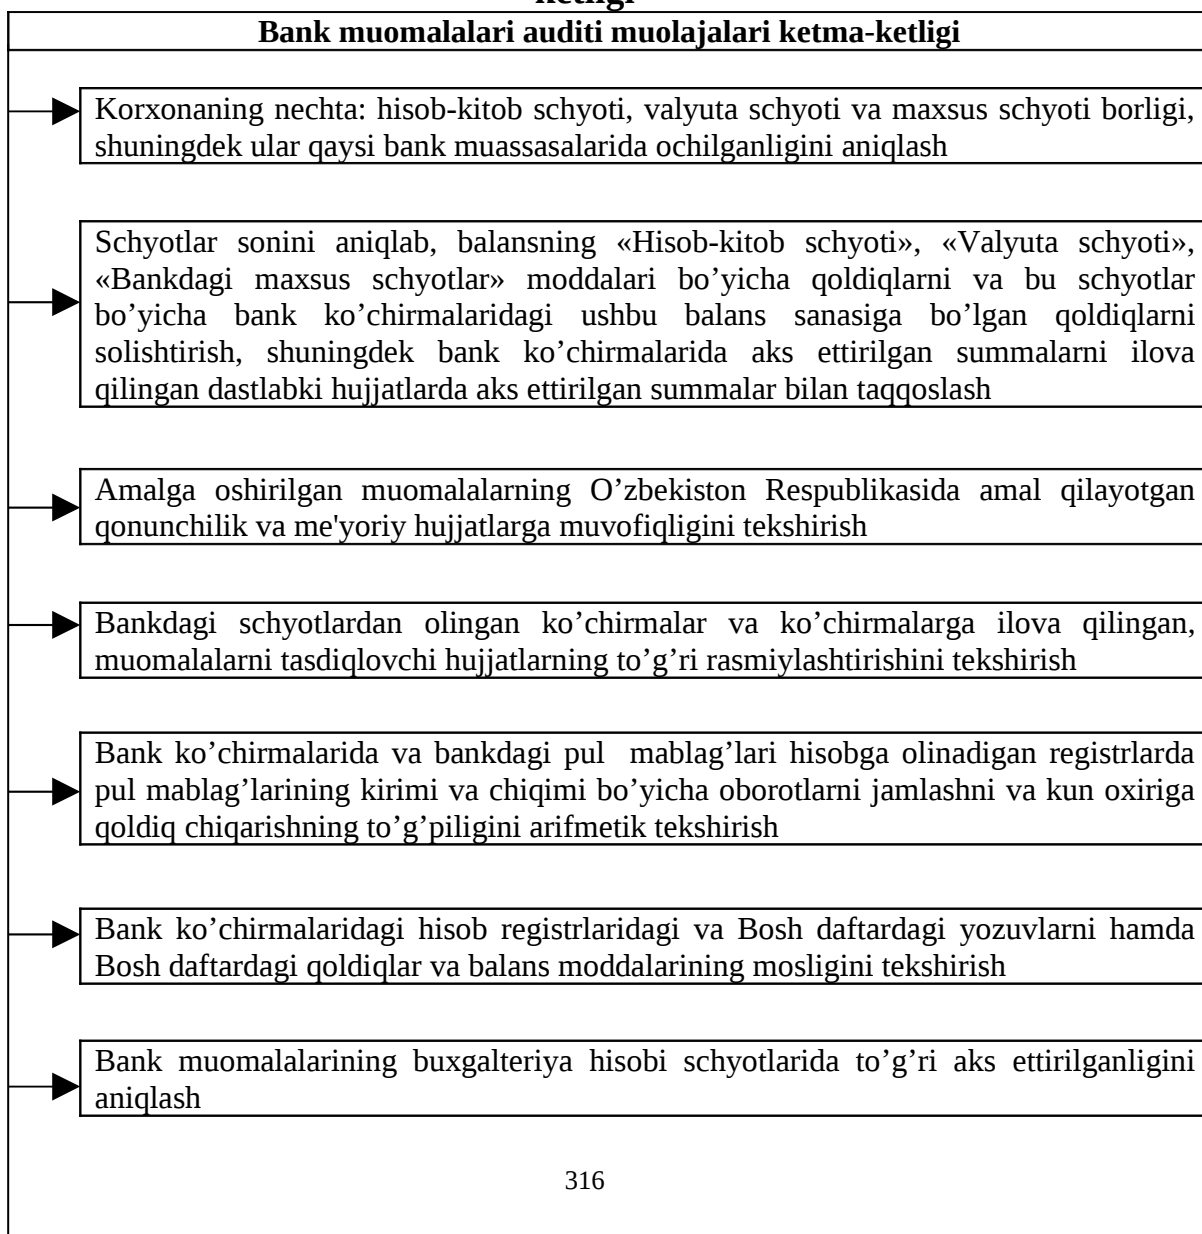 ketligi
Bank muomalalari auditi muolajalari ketma-ketligi
Korxonaning nechta: hisob-kitob schyoti, valyuta schyoti va maxsus schyoti borligi,
shuningdek ular qaysi bank muassasalarida ochilganligini aniqlash
Schyotlar sonini aniqlab, balansning «Hisob-kitob schyoti», «Valyuta schyoti»,
«Bankdagi maxsus schyotlar» moddalari bo’yicha qoldiqlarni va bu schyotlar
bo’yicha bank ko’chirmalaridagi ushbu balans sanasiga bo’lgan qoldiqlarni
solishtirish, shuningdek bank ko’chirmalarida aks ettirilgan summalarni ilova
qilingan dastlabki hujjatlarda aks ettirilgan summalar bilan taqqoslash
Amalga oshirilgan muomalalarning O’zbekiston Respublikasida amal qilayotgan
qonunchilik va me'yoriy hujjatlarga muvofiqligini tekshirish
Bankdagi schyotlardan olingan ko’chirmalar va ko’chirmalarga ilova qilingan,
muomalalarni tasdiqlovchi hujjatlarning to’g’ri rasmiylashtirishini tekshirish
Bank ko’chirmalarida va bankdagi pul mablag’lari hisobga olinadigan registrlarda
pul mablag’larining kirimi va chiqimi bo’yicha oborotlarni jamlashni va kun oxiriga
qoldiq chiqarishning to’g’piligini arifmetik tekshirish
Bank ko’chirmalaridagi hisob registrlaridagi va Bosh daftardagi yozuvlarni hamda
Bosh daftardagi qoldiqlar va balans moddalarining mosligini tekshirish
Bank muomalalarining buxgalteriya hisobi schyotlarida to’g’ri aks ettirilganligini
aniqlash
316